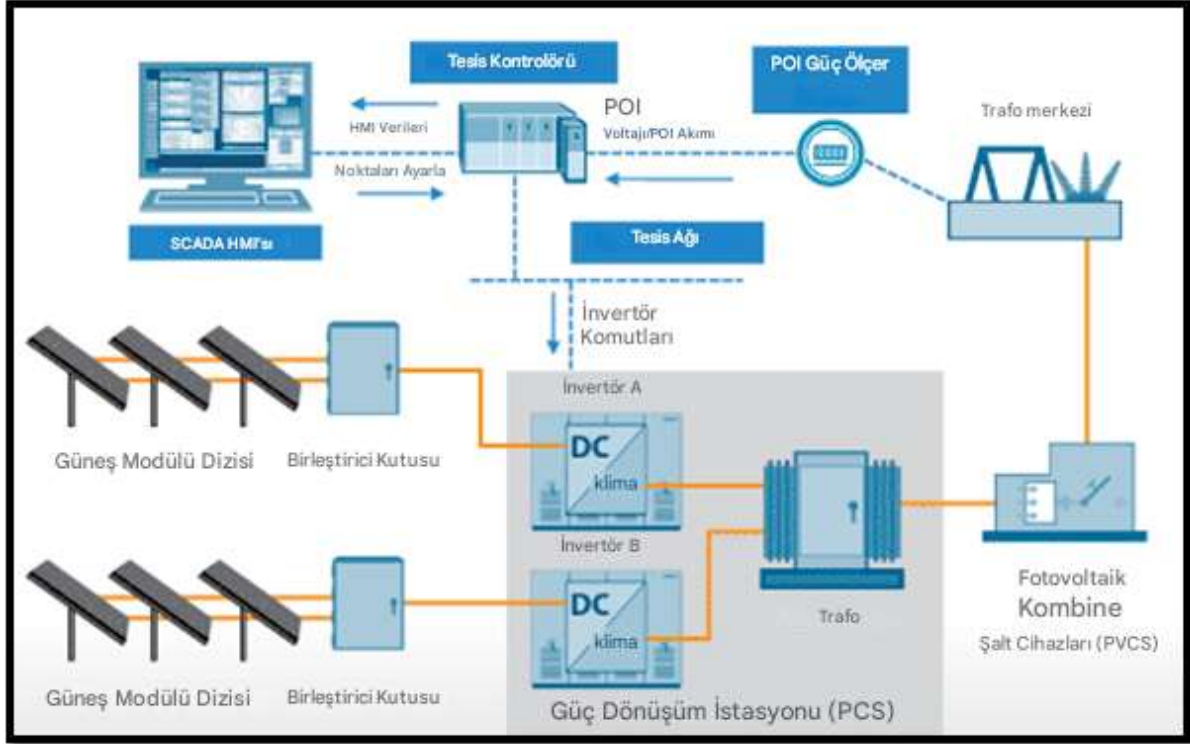 Tesis Kontrolörü
POI Güç Ölçer
Trafo merkezi
HMI Verileri
POI
Voltajı/POI Akımı
Noktaları Ayarla
SCADA HMI'sı
Tesis Ağı
İnvertör
Komutları
İnvertör A
DC
klima
Güneş Modülü Dizisi
Birleştirici Kutusu
İnvertör B
DC
klima
Trafo
Fotovoltaik
Kombine
Şalt Cihazları (PVCS)
Güneş Modülü Dizisi
Birleştirici Kutusu
Güç Dönüşüm İstasyonu (PCS)